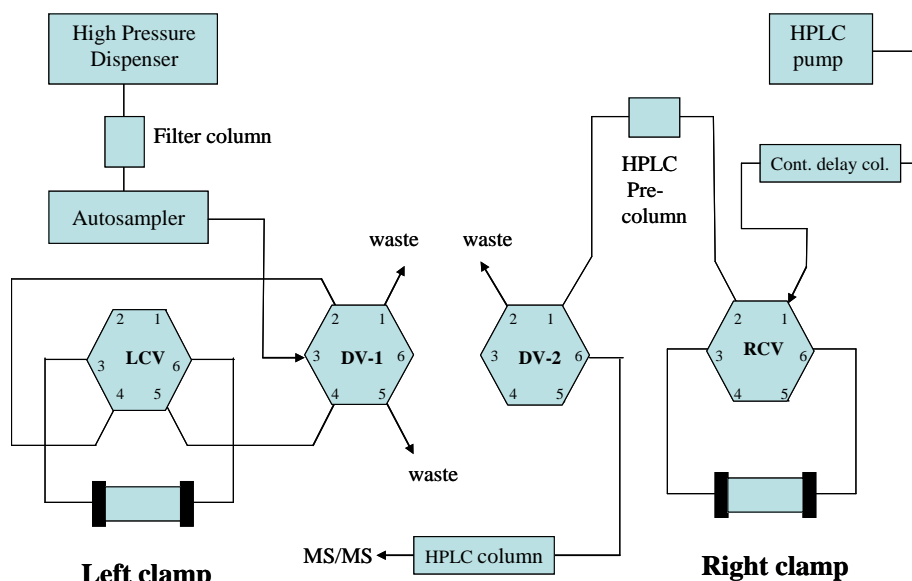 High Pressure
Dispenser
HPLC
pump
Filter column
Cont. delay col.
HPLC
Pre-
column
Autosampler
waste
waste
2 1
3 LCV 6
4 5
2 1
3 DV-1 6
4 5
2 1
3 DV-2 6
4 5
2 1
3 RCV 6
4 5
waste
MS/MS
HPLC column
Left clamp
Right clamp